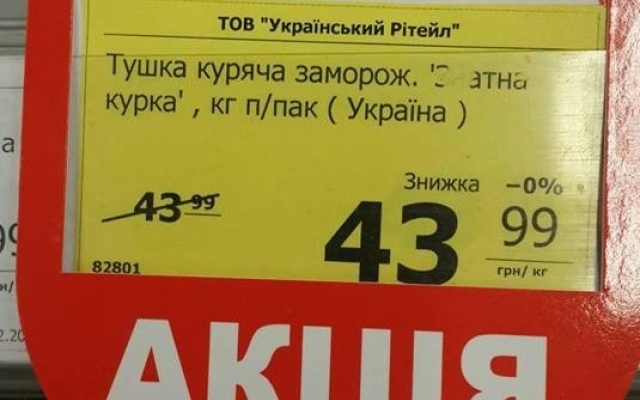 ТОВ "Український Рітейл"
Тушка куряча заморож.
курка' , кг п/пак ( Україна )
Знижка –0%
43 99
43 99
грн/ кг
82801
АКЦІЯ